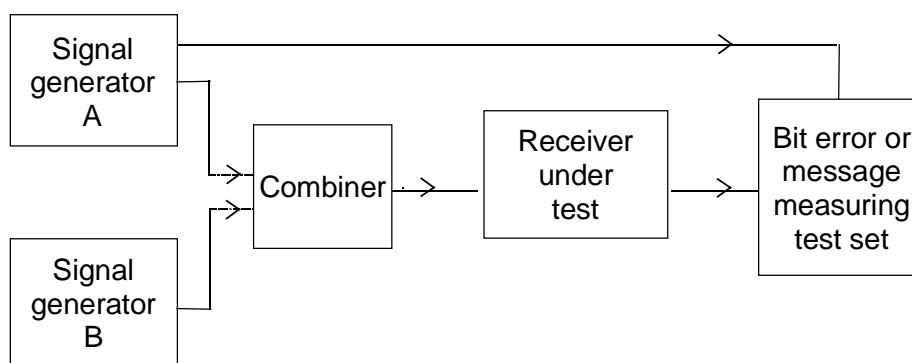 Signal
generator
A
Combiner
Receiver
under
test
Bit error or
message
measuring
test set
Signal
generator
B